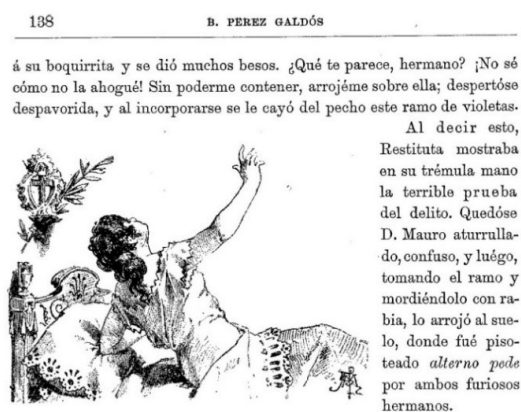 138
B. PEREZ GALDÓS
á su boquirrita y se dió muchos besos. ¿Qué te parece, hermano? ¡No sé
cómo no la ahogué! Sin poderme contener, arrojéme sobre ella; despertóse
despavorida, y al incorporarse se le cayó del pecho este ramo de violetas.
Al decir esto,
Restituta mostraba
en su trémula mano
la terrible prueba
del delito. Quedóse
D. Mauro aturrulla-
do, confuso, y luégo,
tomando el ramo y
mordiéndolo con ra-
bia, lo arrojó al sue-
lo, donde fué piso-
teado alterno pede
por ambos furiosos
hermanos.